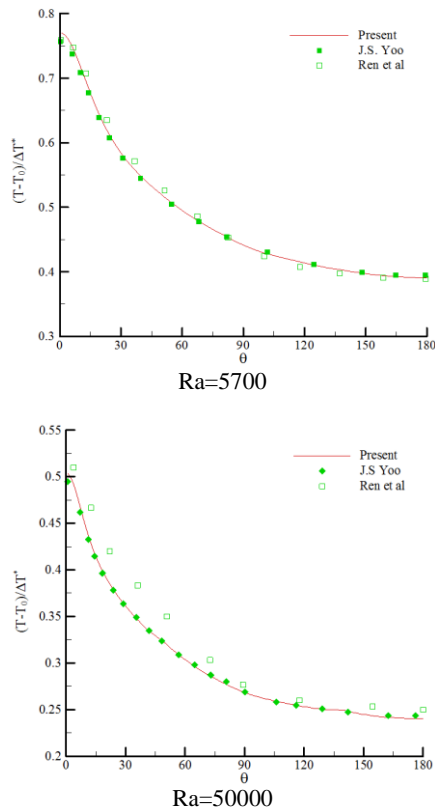 0.8
0.7
0.6
0.5
0.4
0.3
(T-T₀)/ΔT*
Present
J.S. Yoo
Ren et al
0 30 60 90 120 150 180
θ
Ra=5700
0.55
0.5
0.45
0.4
0.35
0.3
0.25
0.2
(T-T₀)/ΔT*
Present
J.S Yoo
Ren et al
0 30 60 90 120 150 180
θ
Ra=50000